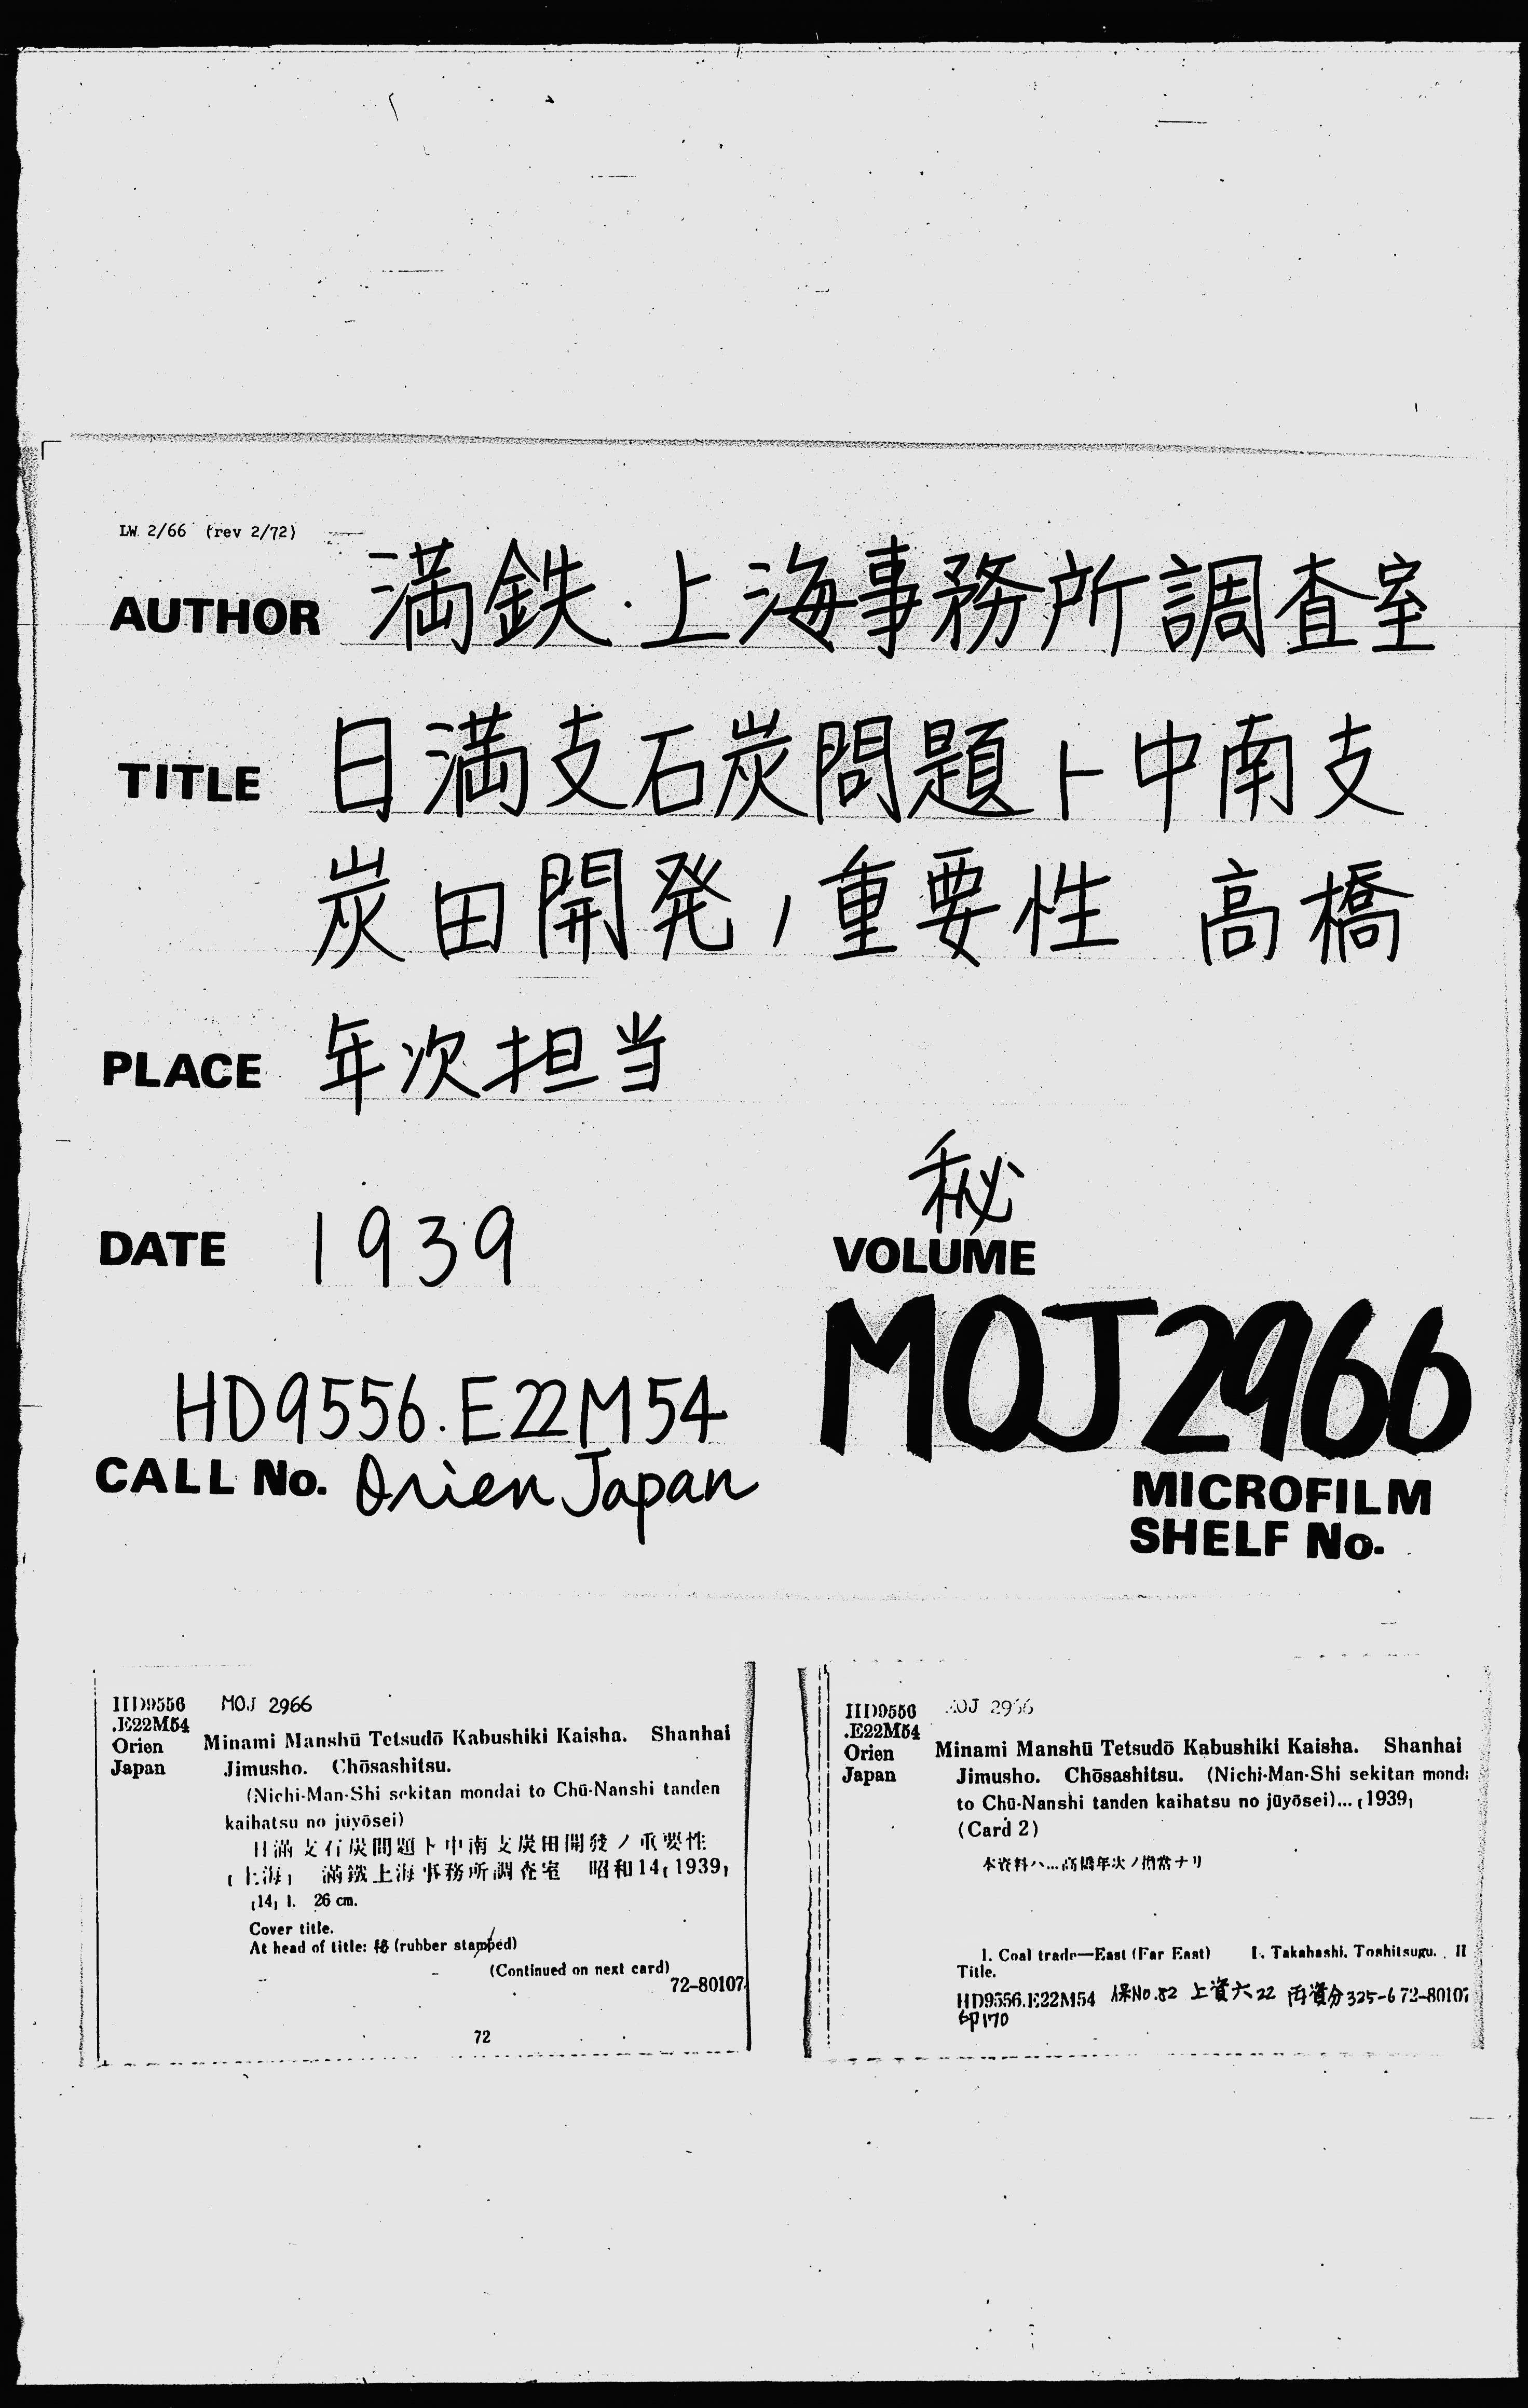 LW 2/66 (rev 2/72)
AUTHOR 満鉄・上海事務所調査室
TITLE 日満支石炭問題ト中南支
炭田開発ノ重要性 高橋
PLACE 年次担当
秘
DATE 1939
VOLUME
HD9556.E22M54
MOJ2966
CALL No. Orien Japan
MICROFILM
SHELF No.
HD9556 MOJ 2966
.E22M54
Orien Minami Manshū Tetsudō Kabushiki Kaisha. Shanhai
Japan Jimusho. Chōsashitsu.
(Nichi-Man-Shi sekitan mondai to Chū-Nanshi tanden
kaihatsu no jūyōsei)
日滿支石炭問題ト中南支炭田開發ノ重要性
[上海] 滿鐵上海事務所調査室 昭和14[1939]
[14] l. 26 cm.
Cover title.
At head of title: 秘 (rubber stamped)
(Continued on next card)
72-80107
72
HD9556 MOJ 2966
.E22M54
Orien Minami Manshū Tetsudō Kabushiki Kaisha. Shanhai
Japan Jimusho. Chōsashitsu. (Nichi-Man-Shi sekitan mond
to Chū-Nanshi tanden kaihatsu no jūyōsei)... [1939]
(Card 2)
本資料ハ...高橋年次ノ擔當ナリ
1. Coal trade—East (Far East) I. Takahashi, Toshitsugu. II
Title.
HD9556.E22M54 保NO.82 上資六22 丙資分325-6 72-80107
印170